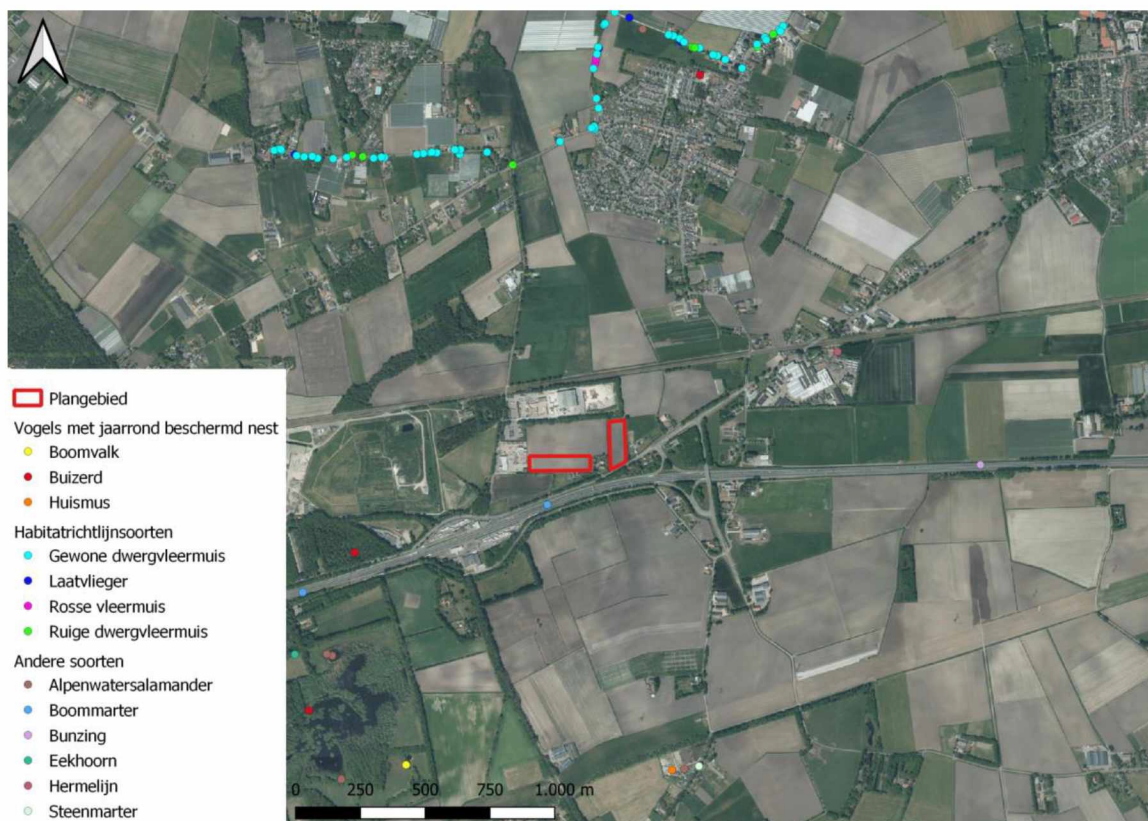 Plangebied
Vogels met jaarrond beschermd nest
Boomvalk
Buizerd
Huismus
Habitatrichtlijnsoorten
Gewone dwergvleermuis
Laatvlieger
Rosse vleermuis
Ruige dwergvleermuis
Andere soorten
Alpenwatersalamander
Boommarter
Bunzing
Eekhoorn
Hermelijn
Steenmarter
0 250 500 750 1.000 m